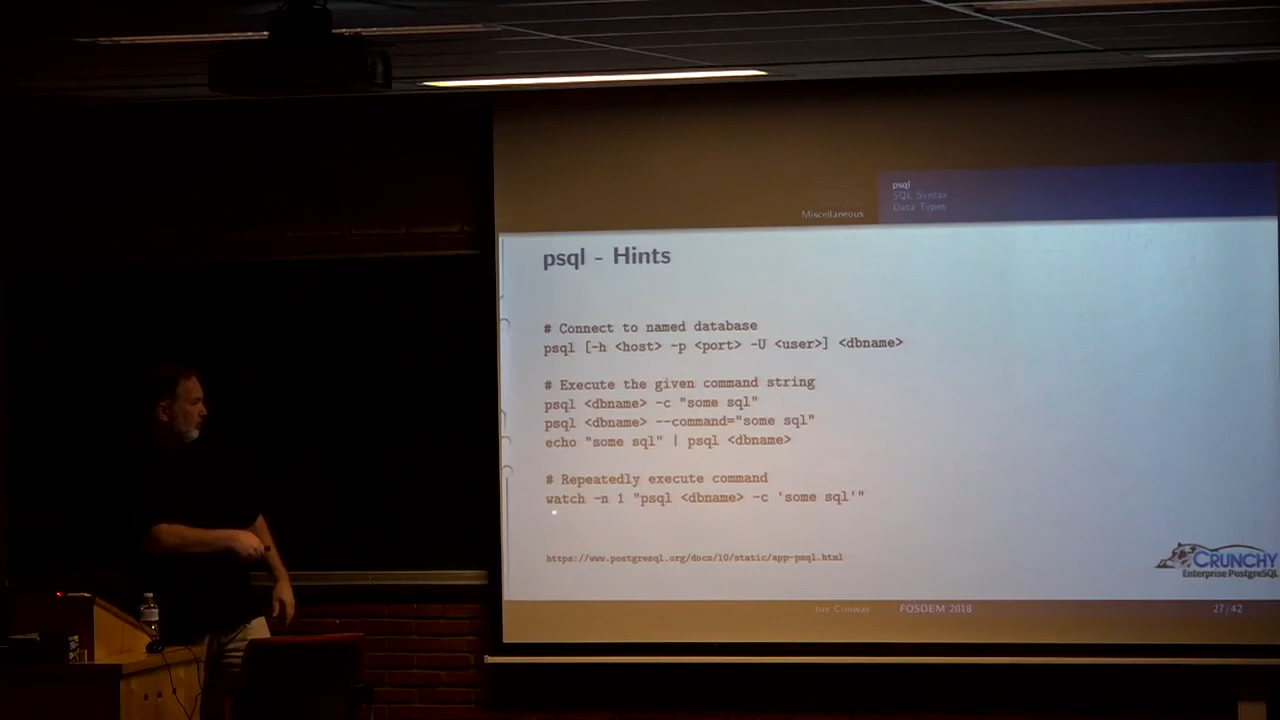 psql
SQL Syntax
Miscellaneous
Data Types
psql - Hints
# Connect to named database
psql [-h <host> -p <port> -U <user>] <dbname>
# Execute the given command string
psql <dbname> -c "some sql"
psql <dbname> --command="some sql"
echo "some sql" | psql <dbname>
# Repeatedly execute command
watch -n 1 "psql <dbname> -c 'some sql'"
https://www.postgresql.org/docs/10/static/app-psql.html
CRUNCHY
Enterprise PostgreSQL
Joe Conway
FOSDEM 2018
27/42